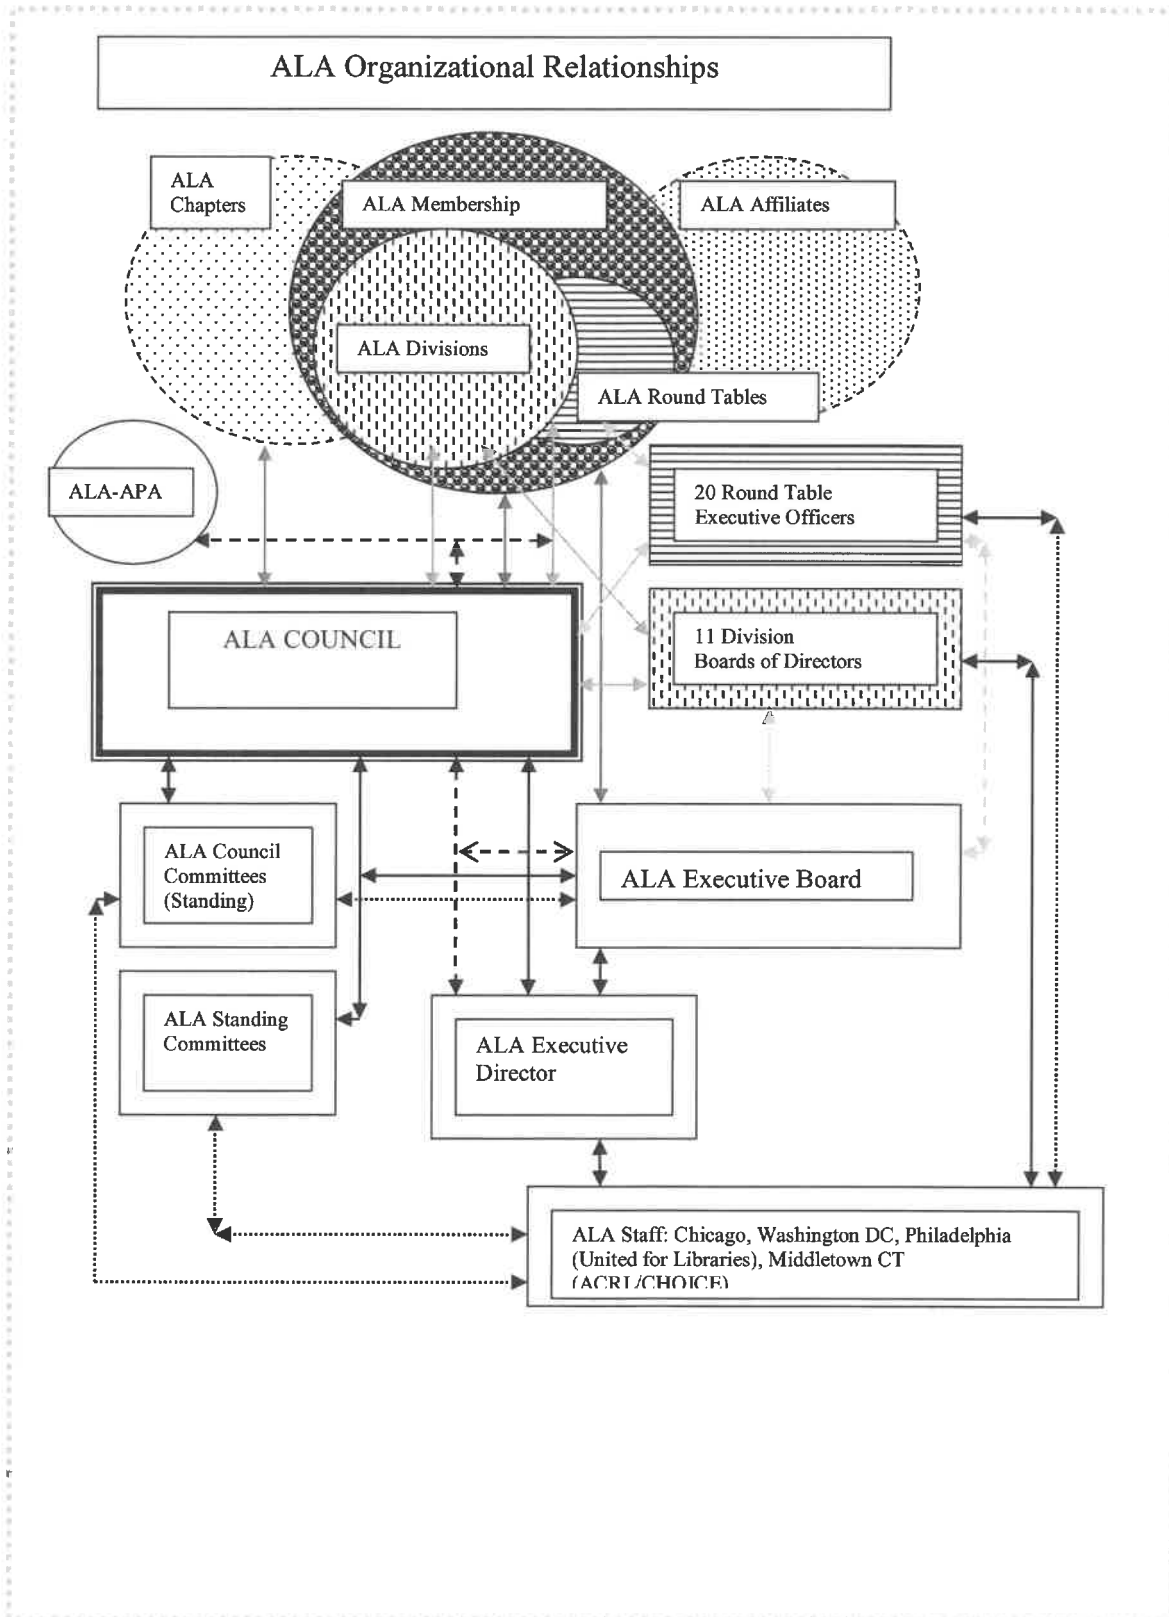 ALA Organizational Relationships
ALA
Chapters
ALA Membership
ALA Affiliates
ALA Divisions
ALA Round Tables
ALA-APA
20 Round Table
Executive Officers
ALA COUNCIL
11 Division
Boards of Directors
ALA Council
Committees
(Standing)
ALA Executive Board
ALA Standing
Committees
ALA Executive
Director
ALA Staff: Chicago, Washington DC, Philadelphia
(United for Libraries), Middletown CT
(ACRL/CHOICE)